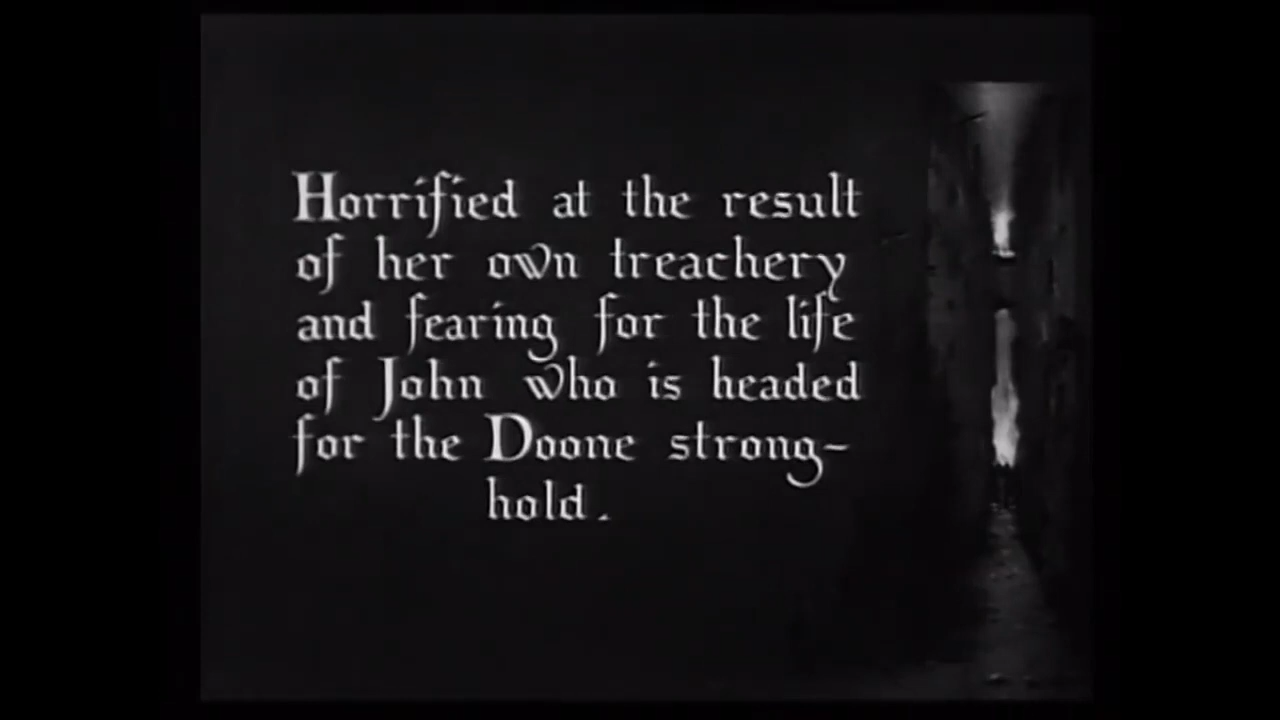 Horrified at the result
of her own treachery
and fearing for the life
of John who is headed
for the Doone strong-
hold.